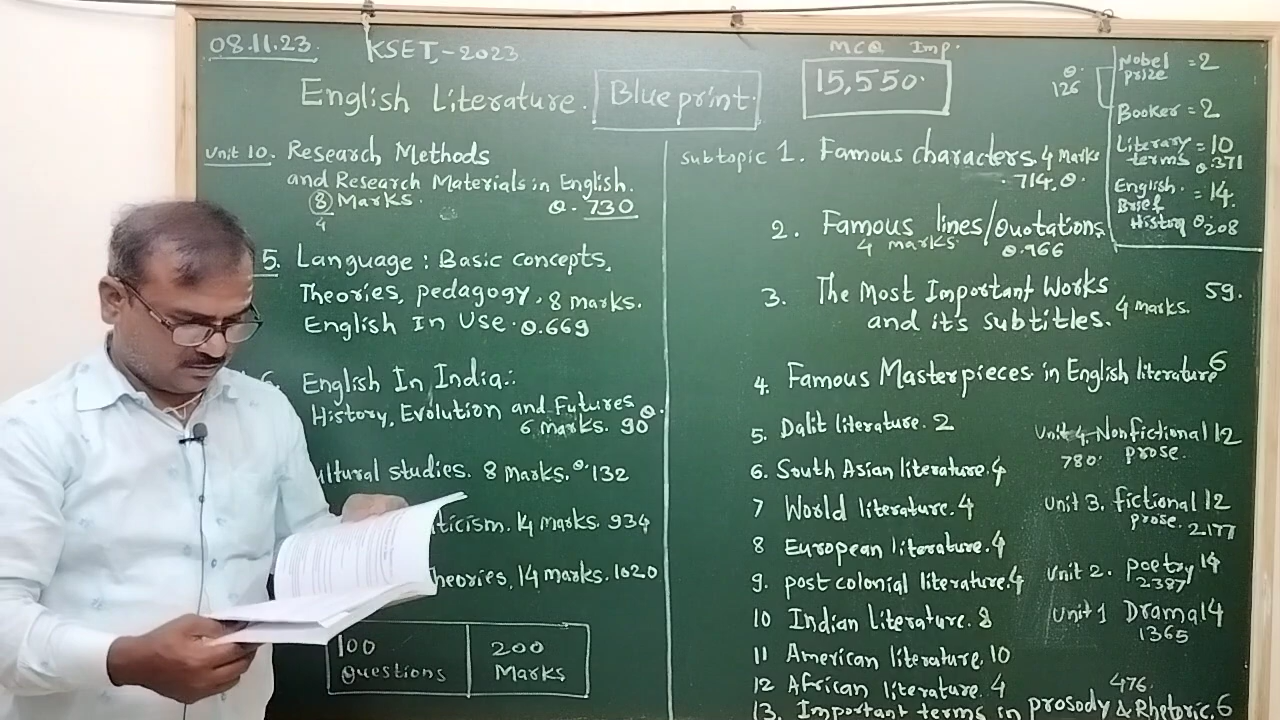 08.11.23. KSET-2023
English Literature. Blue print.
MCQ Imp.
15,550.
Unit 10. Research Methods
and Research Materials in English.
8 Marks. Q. 730
4
5. Language: Basic concepts,
Theories, pedagogy. 8 marks.
English In Use. Q.669
English In India:.
History, Evolution and Futures Q.
6 marks. 90
ultural studies. 8 Marks. Q. 132
ticism. 14 marks. 934
heories, 14 marks. 1020
100 200
Questions Marks
subtopic 1. Famous characters. 4 Marks
714. Q.
2. Famous lines/Quotations
4 marks. Q.966
3. The Most Important Works 59.
and its subtitles. 4 marks.
4. Famous Masterpieces in English literature 6
5. Dalit literature. 2
6. South Asian literature. 4
7 World literature. 4
8 European literature. 4
9. post colonial literature. 4
10 Indian Literature. 8
11 American literature. 10
12 African literature. 4
13. Important terms in prosody & Rhetoric. 6
476.
Q. 126
Nobel prize = 2
Booker = 2
Literary terms = 10
Q.371
English. = 14.
Brief
History Q 208
Unit 4. Nonfictional 12
780. prose.
Unit 3. fictional 12
prose. 2177
Unit 2. poetry 14
2387
Unit 1 Drama 14
1365